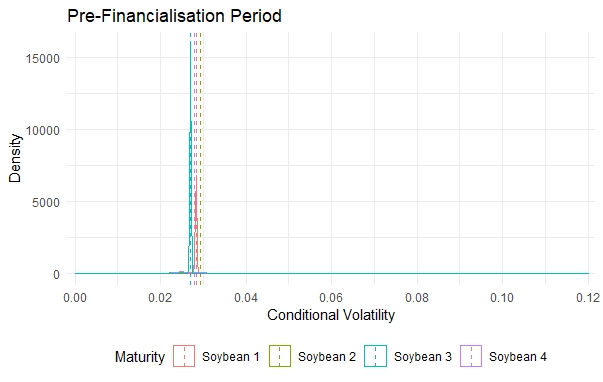 Pre-Financialisation Period
Density
15000
10000
5000
0
0.00 0.02 0.04 0.06 0.08 0.10 0.12
Conditional Volatility
Maturity Soybean 1 Soybean 2 Soybean 3 Soybean 4